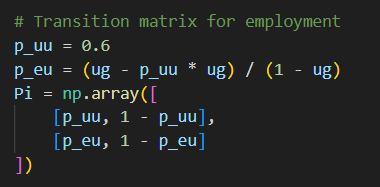 # Transition matrix for employment
p_uu = 0.6
p_eu = (ug - p_uu * ug) / (1 - ug)
Pi = np.array([
    [p_uu, 1 - p_uu],
    [p_eu, 1 - p_eu]
])